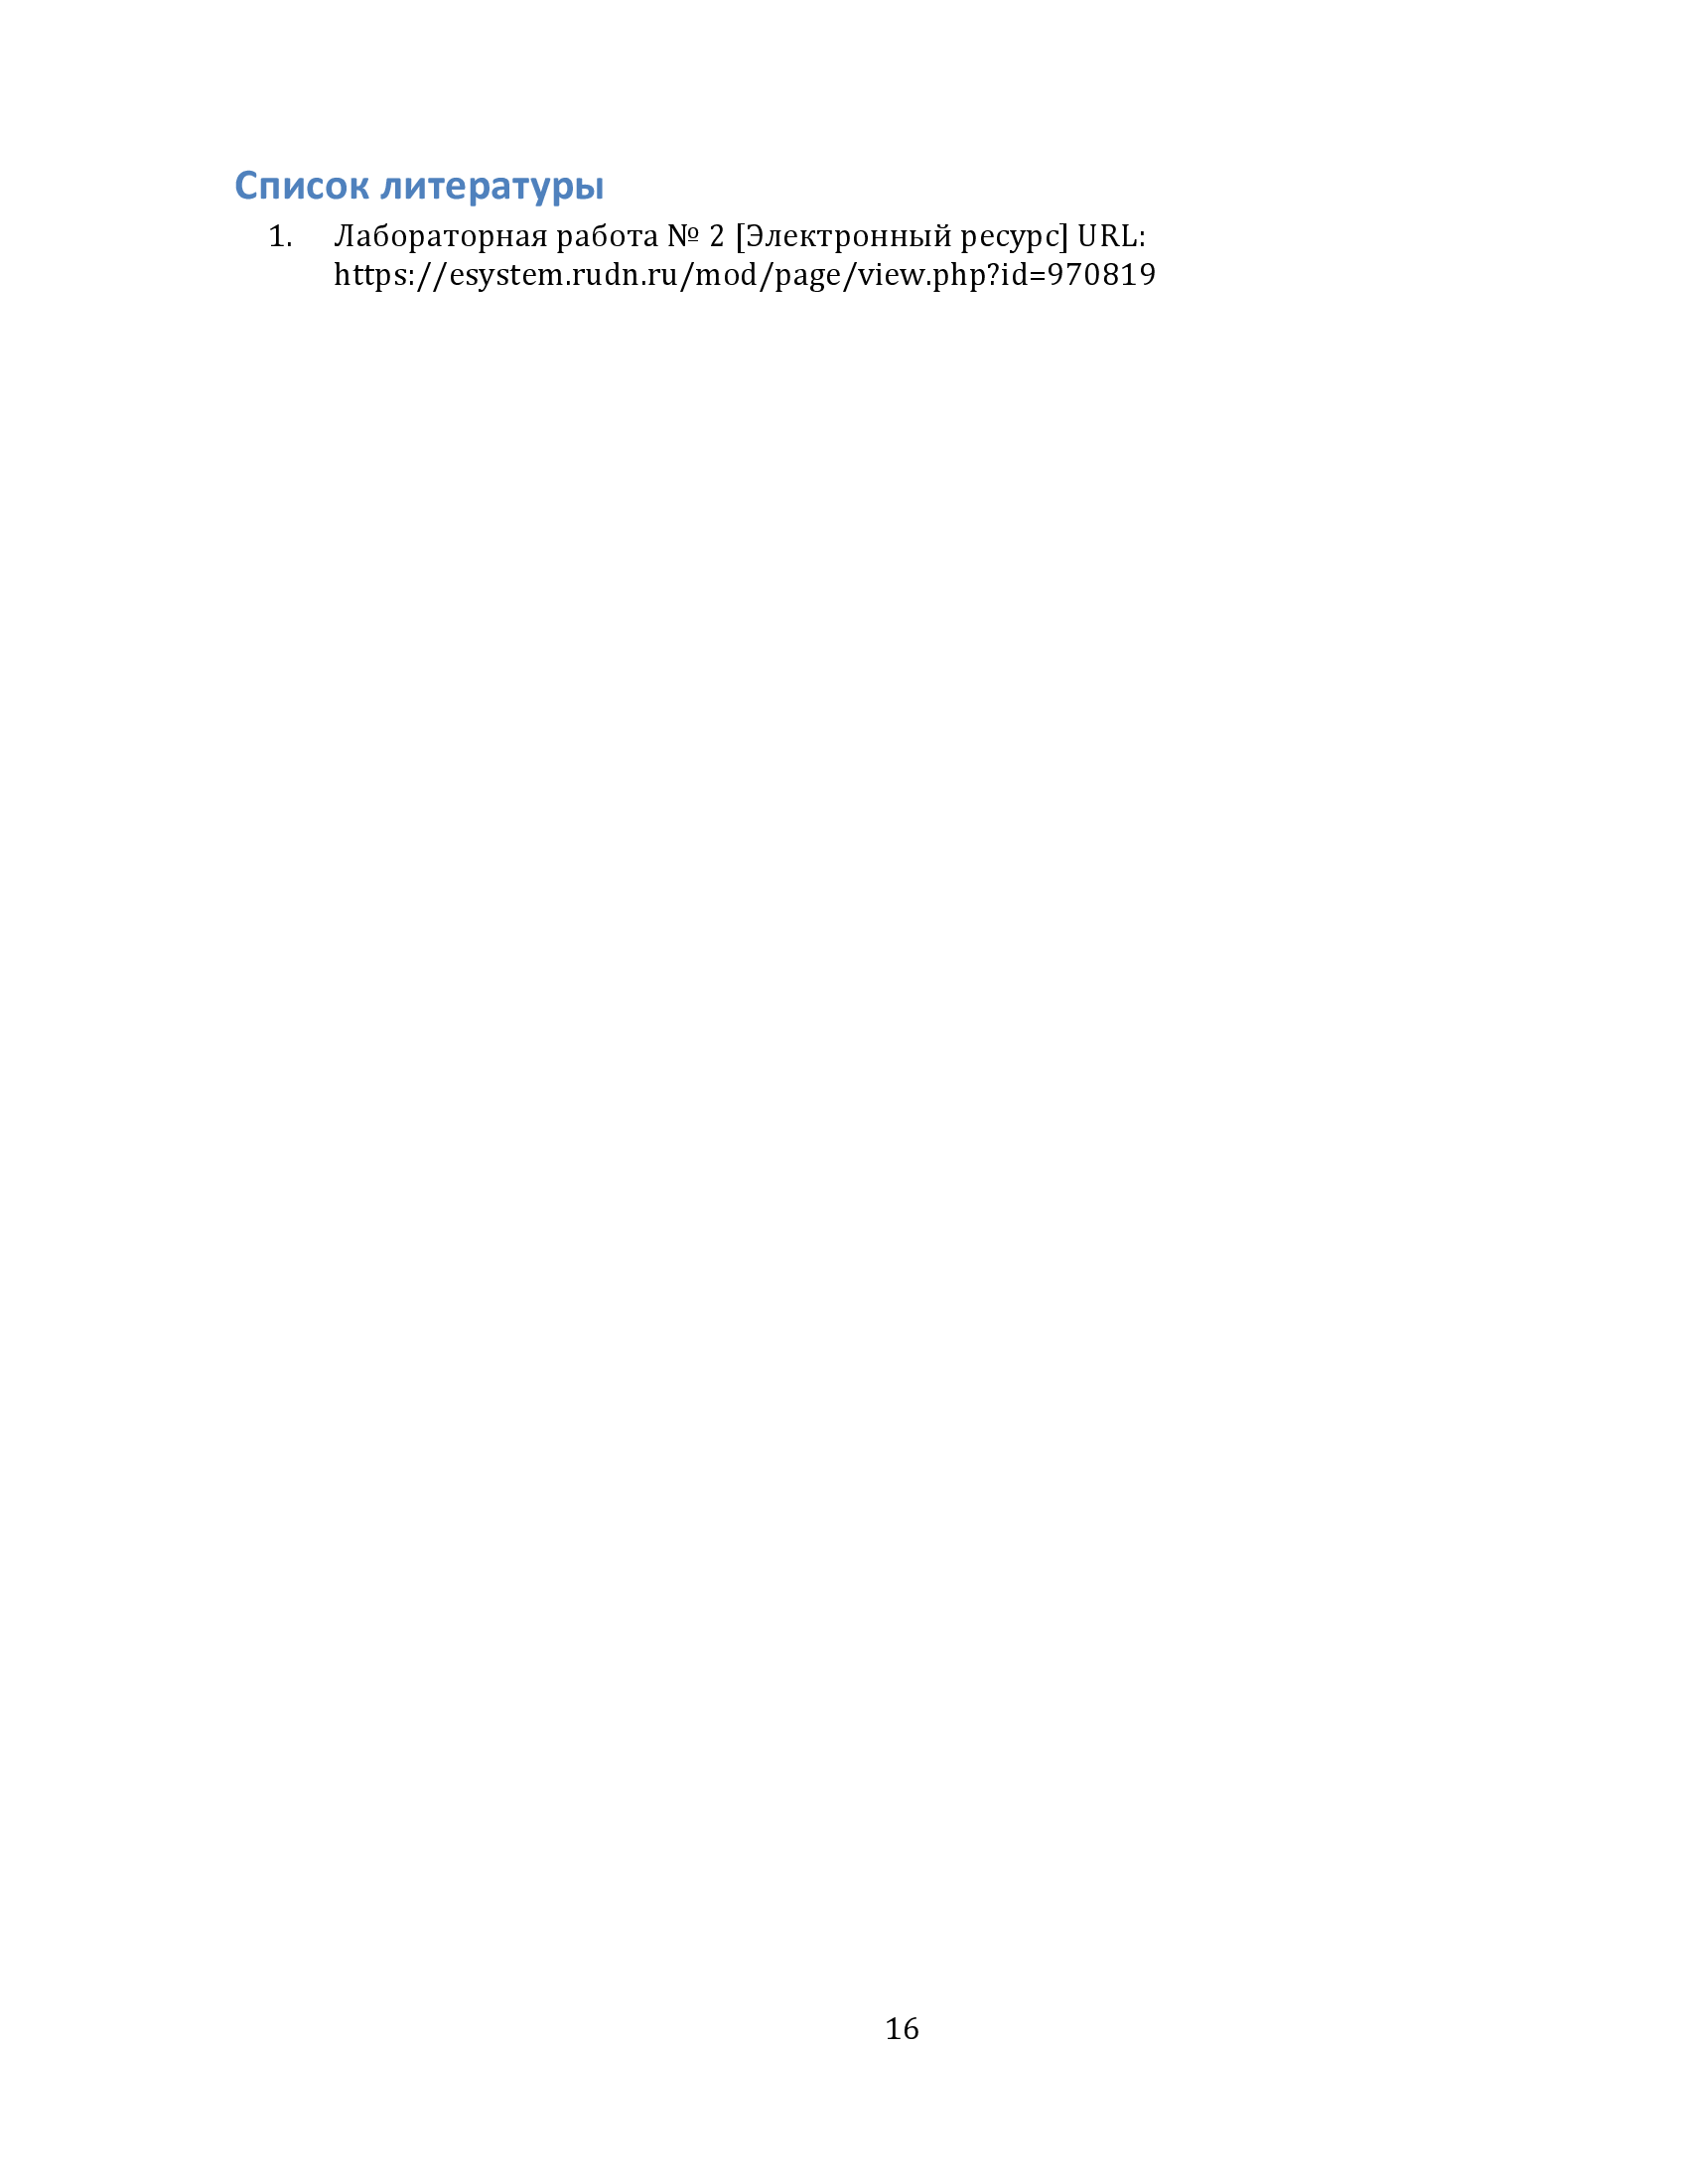 Список литературы
1. Лабораторная работа № 2 [Электронный ресурс] URL:
https://esystem.rudn.ru/mod/page/view.php?id=970819
16